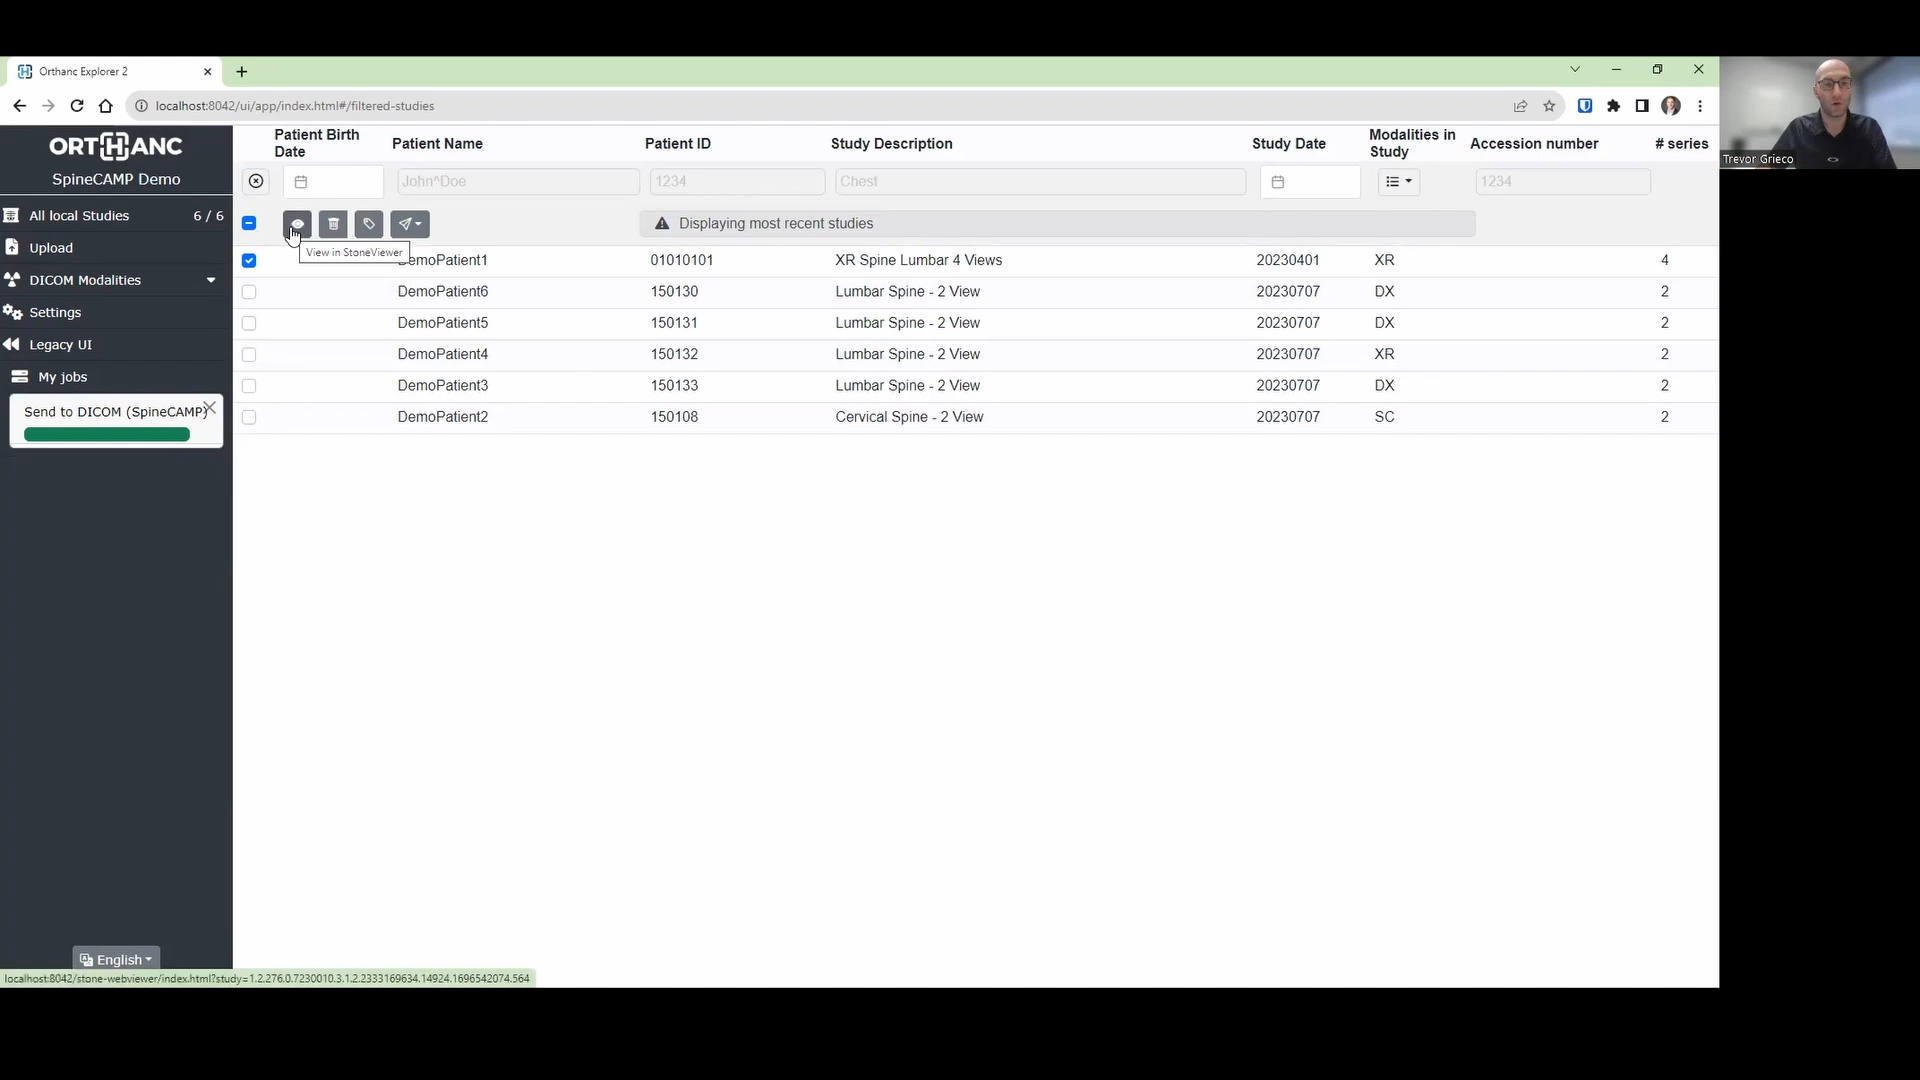 Orthanc Explorer 2
localhost:8042/ui/app/index.html#/filtered-studies
ORTHANC
SpineCAMP Demo
All local Studies 6 / 6
Upload
DICOM Modalities
Settings
Legacy UI
My jobs
Send to DICOM (SpineCAMP)
English
Patient Birth
Date
Patient Name
Patient ID
Study Description
Study Date
Modalities in
Study
Accession number
# series
John^Doe 1234 Chest 1234
Displaying most recent studies
View in StoneViewer
DemoPatient1 01010101 XR Spine Lumbar 4 Views 20230401 XR 4
DemoPatient6 150130 Lumbar Spine - 2 View 20230707 DX 2
DemoPatient5 150131 Lumbar Spine - 2 View 20230707 DX 2
DemoPatient4 150132 Lumbar Spine - 2 View 20230707 XR 2
DemoPatient3 150133 Lumbar Spine - 2 View 20230707 DX 2
DemoPatient2 150108 Cervical Spine - 2 View 20230707 SC 2
localhost:8042/stone-webviewer/index.html?study=1.2.276.0.7230010.3.1.2.2333169634.14924.1696542074.564
Trevor Grieco